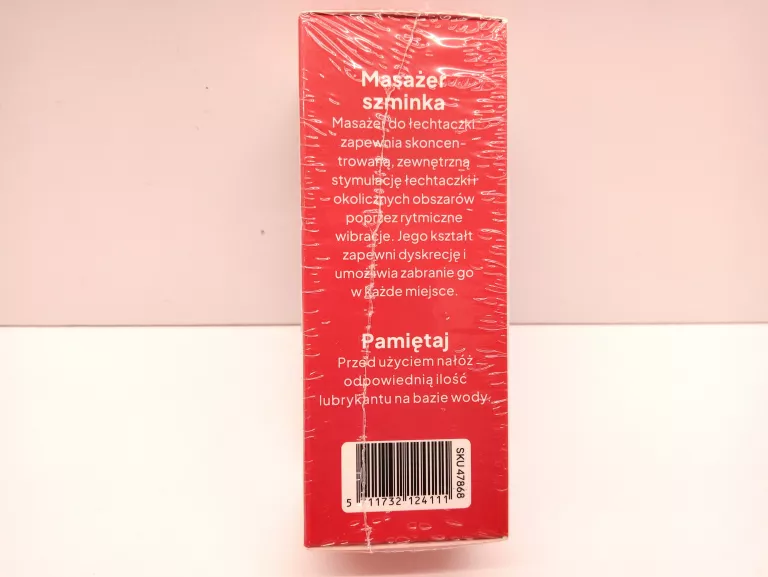 Masażer
szminka
Masażer do łechtaczki
zapewnia skoncen-
trowaną, zewnętrzną
stymulację łechtaczki i
okolicznych obszarów
poprzez rytmiczne
wibracje. Jego kształt
zapewni dyskrecję i
umożliwia zabranie go
w każde miejsce.
Pamiętaj
Przed użyciem nałóż
odpowiednią ilość
lubrykantu na bazie wody.
SKU 47868
5 711732 124111